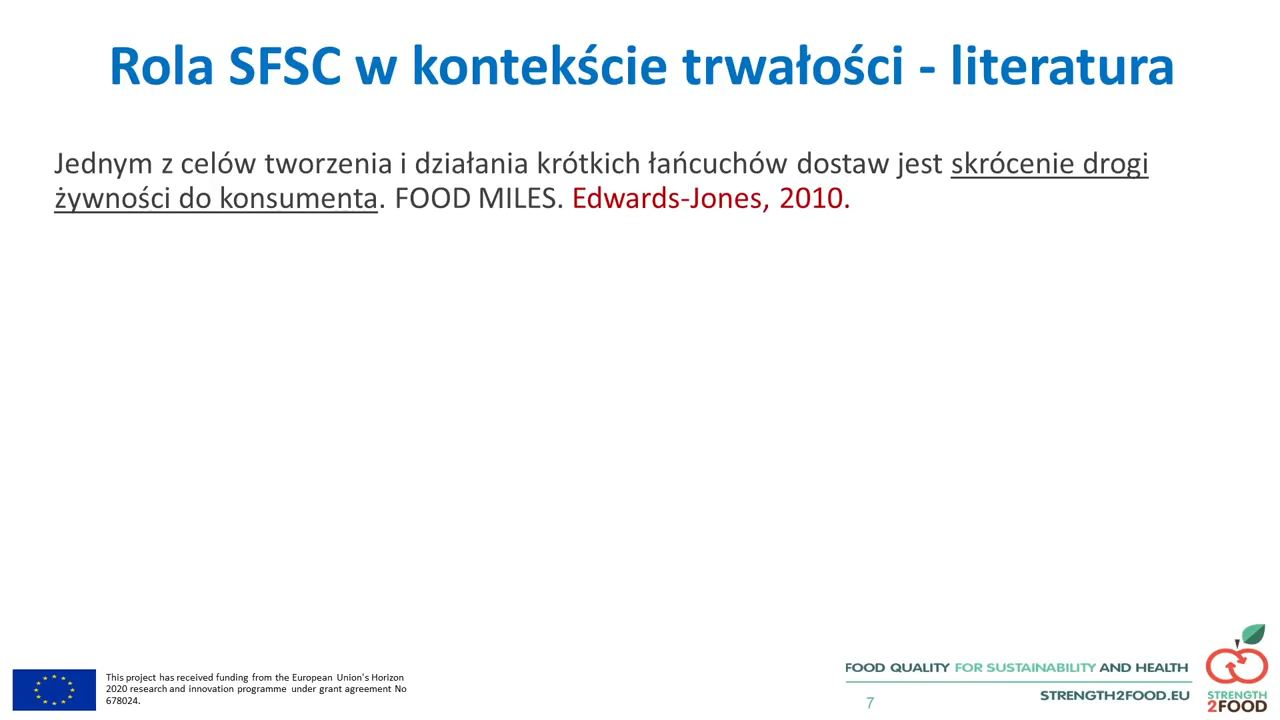 Rola SFSC w kontekście trwałości - literatura
Jednym z celów tworzenia i działania krótkich łańcuchów dostaw jest skrócenie drogi
żywności do konsumenta. FOOD MILES. Edwards-Jones, 2010.
This project has received funding from the European Union's Horizon
2020 research and innovation programme under grant agreement No
678024.
FOOD QUALITY FOR SUSTAINABILITY AND HEALTH
STRENGTH2FOOD.EU
7
STRENGTH
2FOOD